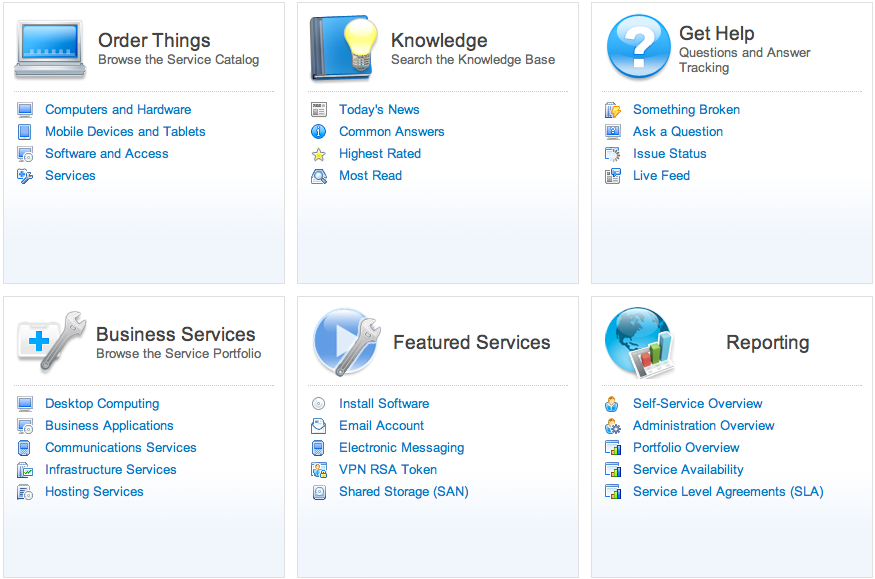 Order Things
Browse the Service Catalog
Computers and Hardware
Mobile Devices and Tablets
Software and Access
Services
Knowledge
Search the Knowledge Base
Today's News
Common Answers
Highest Rated
Most Read
Get Help
Questions and Answer
Tracking
Something Broken
Ask a Question
Issue Status
Live Feed
Business Services
Browse the Service Portfolio
Desktop Computing
Business Applications
Communications Services
Infrastructure Services
Hosting Services
Featured Services
Install Software
Email Account
Electronic Messaging
VPN RSA Token
Shared Storage (SAN)
Reporting
Self-Service Overview
Administration Overview
Portfolio Overview
Service Availability
Service Level Agreements (SLA)